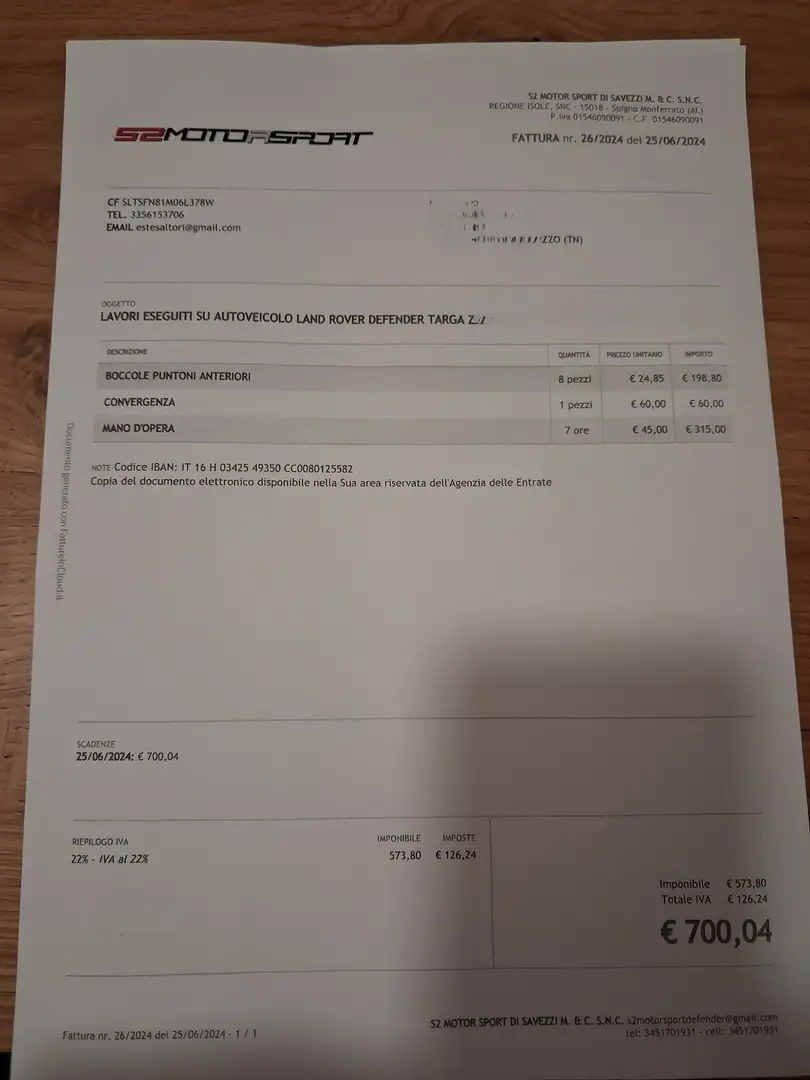 S2 MOTOR SPORT DI SAVEZZI M. & C. S.N.C.
REGIONE ISOLE, SNC - 15018 - Spigno Monferrato (AL)
P.Iva 01546090091 - C.F. 01546090091
S2MOTORSPORT
FATTURA nr. 26/2024 del 25/06/2024
CF SLTSFN81M06L378W
TEL. 3356153706
EMAIL estesaltori@gmail.com
(TN)
OGGETTO
LAVORI ESEGUITI SU AUTOVEICOLO LAND ROVER DEFENDER TARGA
DESCRIZIONE QUANTITÀ PREZZO UNITARIO IMPORTO
BOCCOLE PUNTONI ANTERIORI 8 pezzi € 24,85 € 198,80
CONVERGENZA 1 pezzi € 60,00 € 60,00
MANO D'OPERA 7 ore € 45,00 € 315,00
NOTE Codice IBAN: IT 16 H 03425 49350 CC0080125582
Copia del documento elettronico disponibile nella Sua area riservata dell'Agenzia delle Entrate
Documento generato con FattureInCloud.it
SCADENZE
25/06/2024: € 700,04
RIEPILOGO IVA IMPONIBILE IMPOSTE
22% - IVA al 22% 573,80 € 126,24
Imponibile € 573,80
Totale IVA € 126,24
€ 700,04
Fattura nr. 26/2024 del 25/06/2024 - 1 / 1
S2 MOTOR SPORT DI SAVEZZI M. & C. S.N.C. s2motorsportdefender@gmail.com
tel: 3451701931 - cell: 3451701931